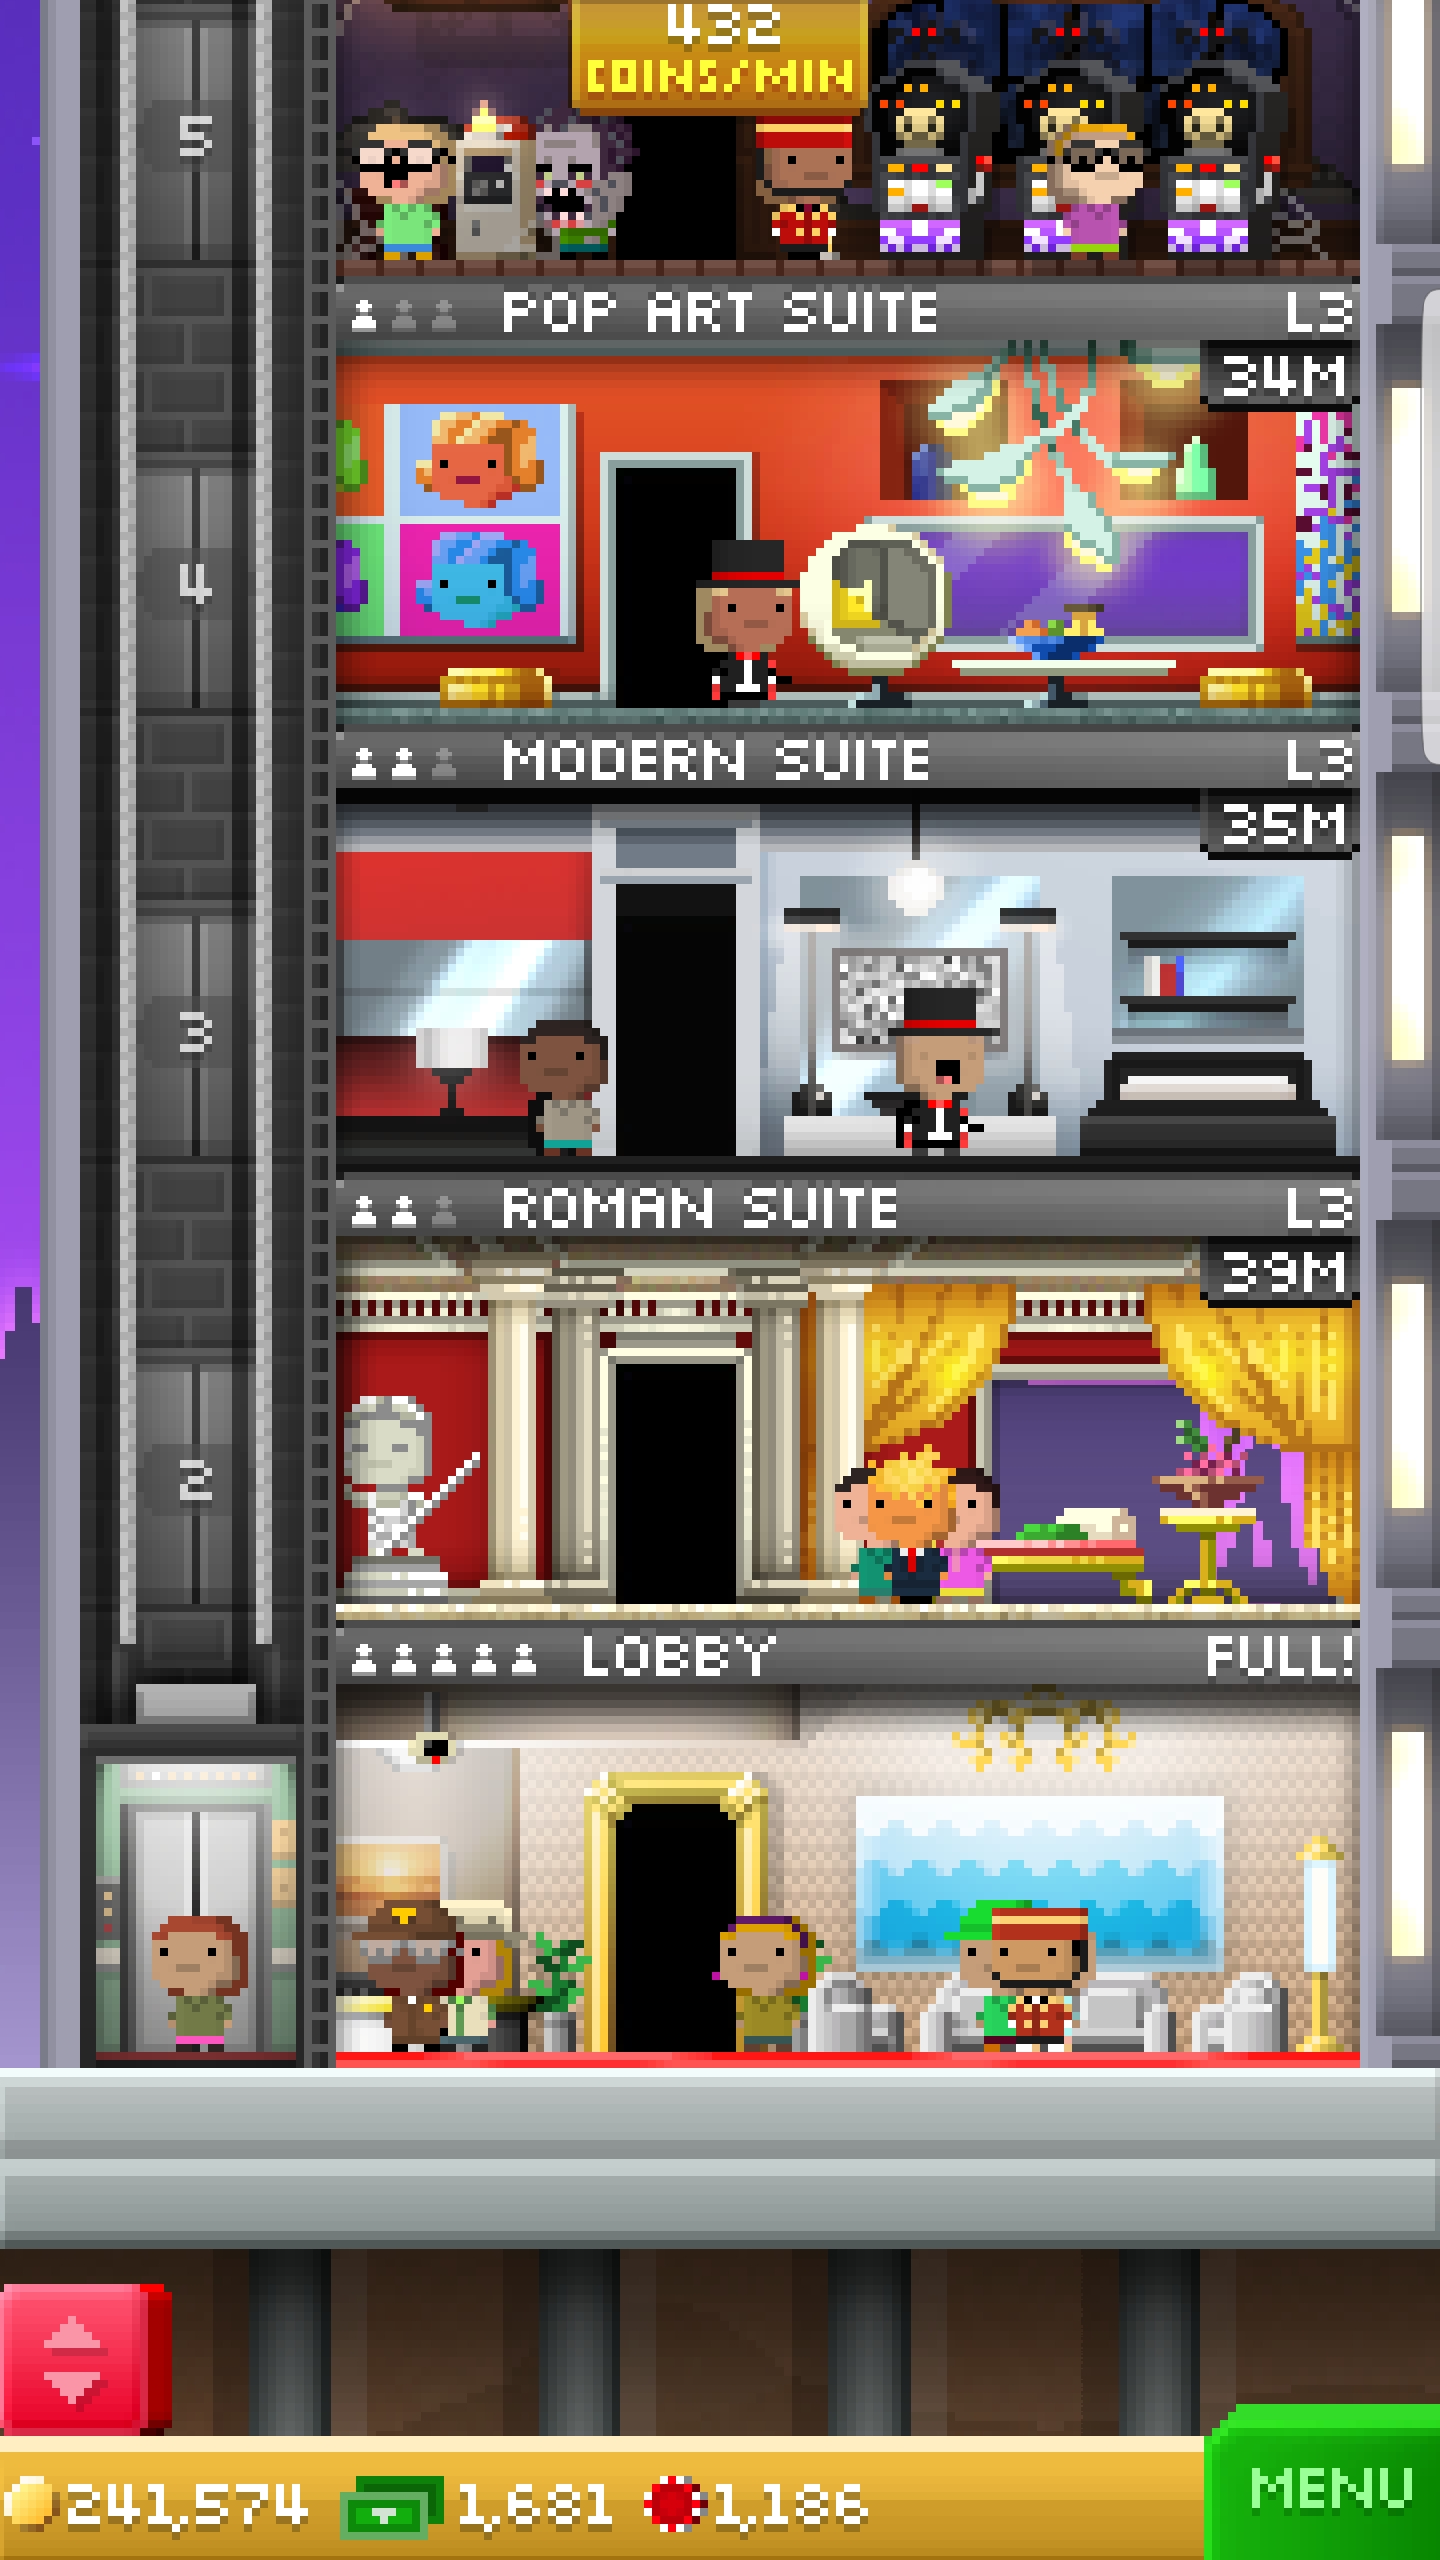 432
COINS/MIN
5
POP ART SUITE L3
34M
4
MODERN SUITE L3
35M
3
ROMAN SUITE L3
39M
2
LOBBY FULL!
241,574 1,681 1,186
MENU